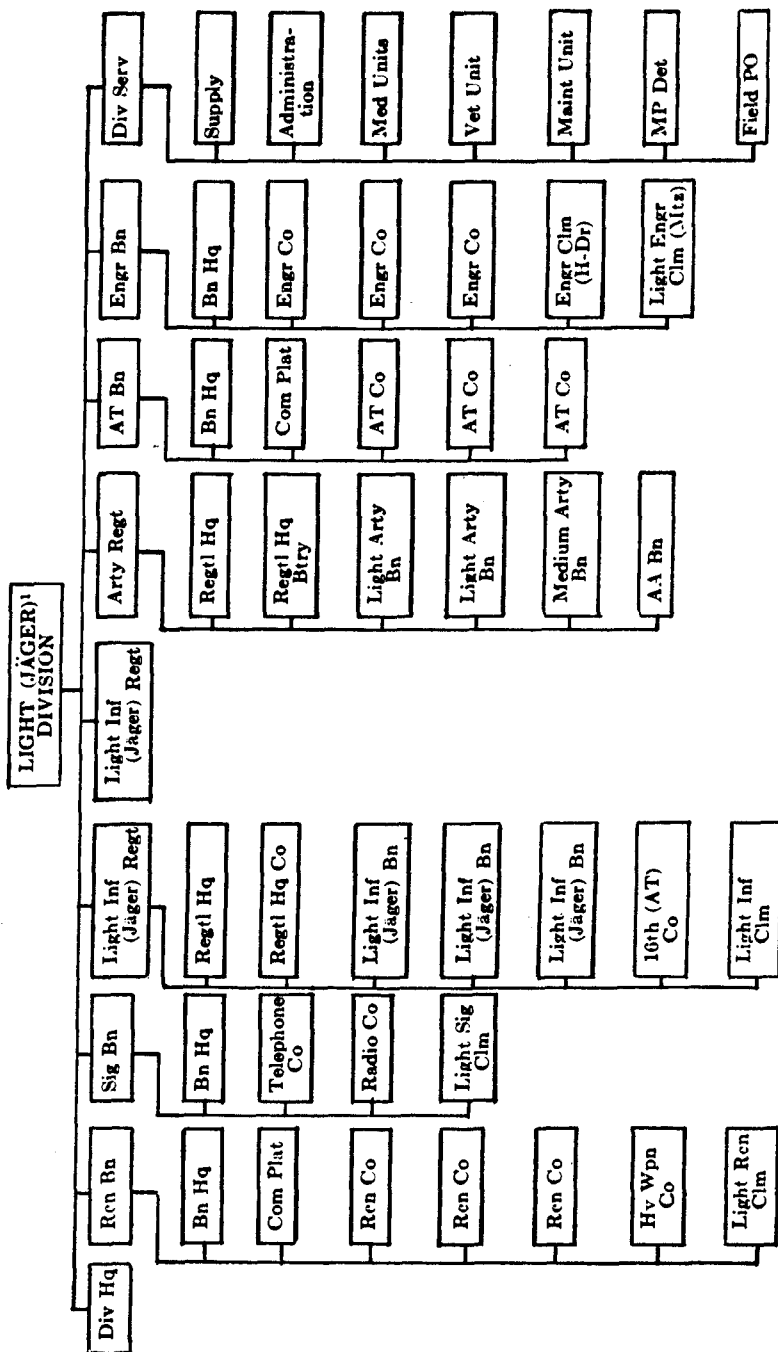 LIGHT (JÄGER)¹
DIVISION
Div Hq
Rcn Bn
Bn Hq
Com Plat
Rcn Co
Rcn Co
Rcn Co
Hv Wpn
Co
Light Rcn
Clm
Sig Bn
Bn Hq
Telephone
Co
Radio Co
Light Sig
Clm
Light Inf
(Jäger) Regt
Regtl Hq
Regtl Hq Co
Light Inf
(Jäger) Bn
Light Inf
(Jäger) Bn
Light Inf
(Jäger) Bn
16th (AT)
Co
Light Inf
Clm
Light Inf
(Jäger) Regt
Arty Regt
Regtl Hq
Regtl Hq
Btry
Light Arty
Bn
Light Arty
Bn
Medium Arty
Bn
AA Bn
AT Bn
Bn Hq
Com Plat
AT Co
AT Co
AT Co
Engr Bn
Bn Hq
Engr Co
Engr Co
Engr Co
Engr Clm
(H-Dr)
Light Engr
Clm (Mtz)
Div Serv
Supply
Administra-
tion
Med Units
Vet Unit
Maint Unit
MP Det
Field PO